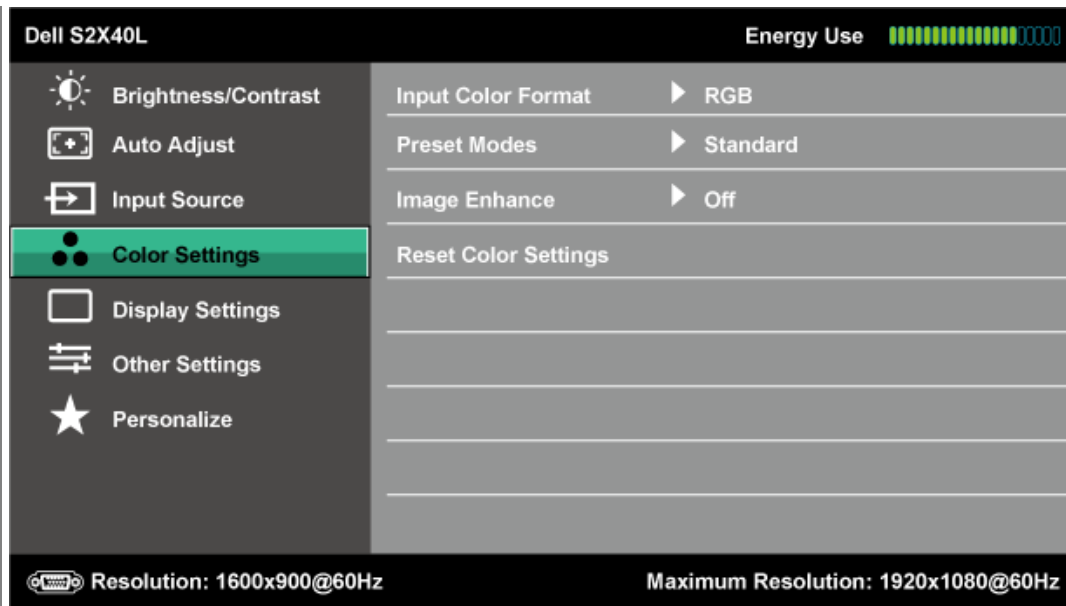 Dell S2X40L
Energy Use
Brightness/Contrast
Auto Adjust
Input Source
Color Settings
Display Settings
Other Settings
Personalize
Input Color Format RGB
Preset Modes Standard
Image Enhance Off
Reset Color Settings
Resolution: 1600x900@60Hz
Maximum Resolution: 1920x1080@60Hz